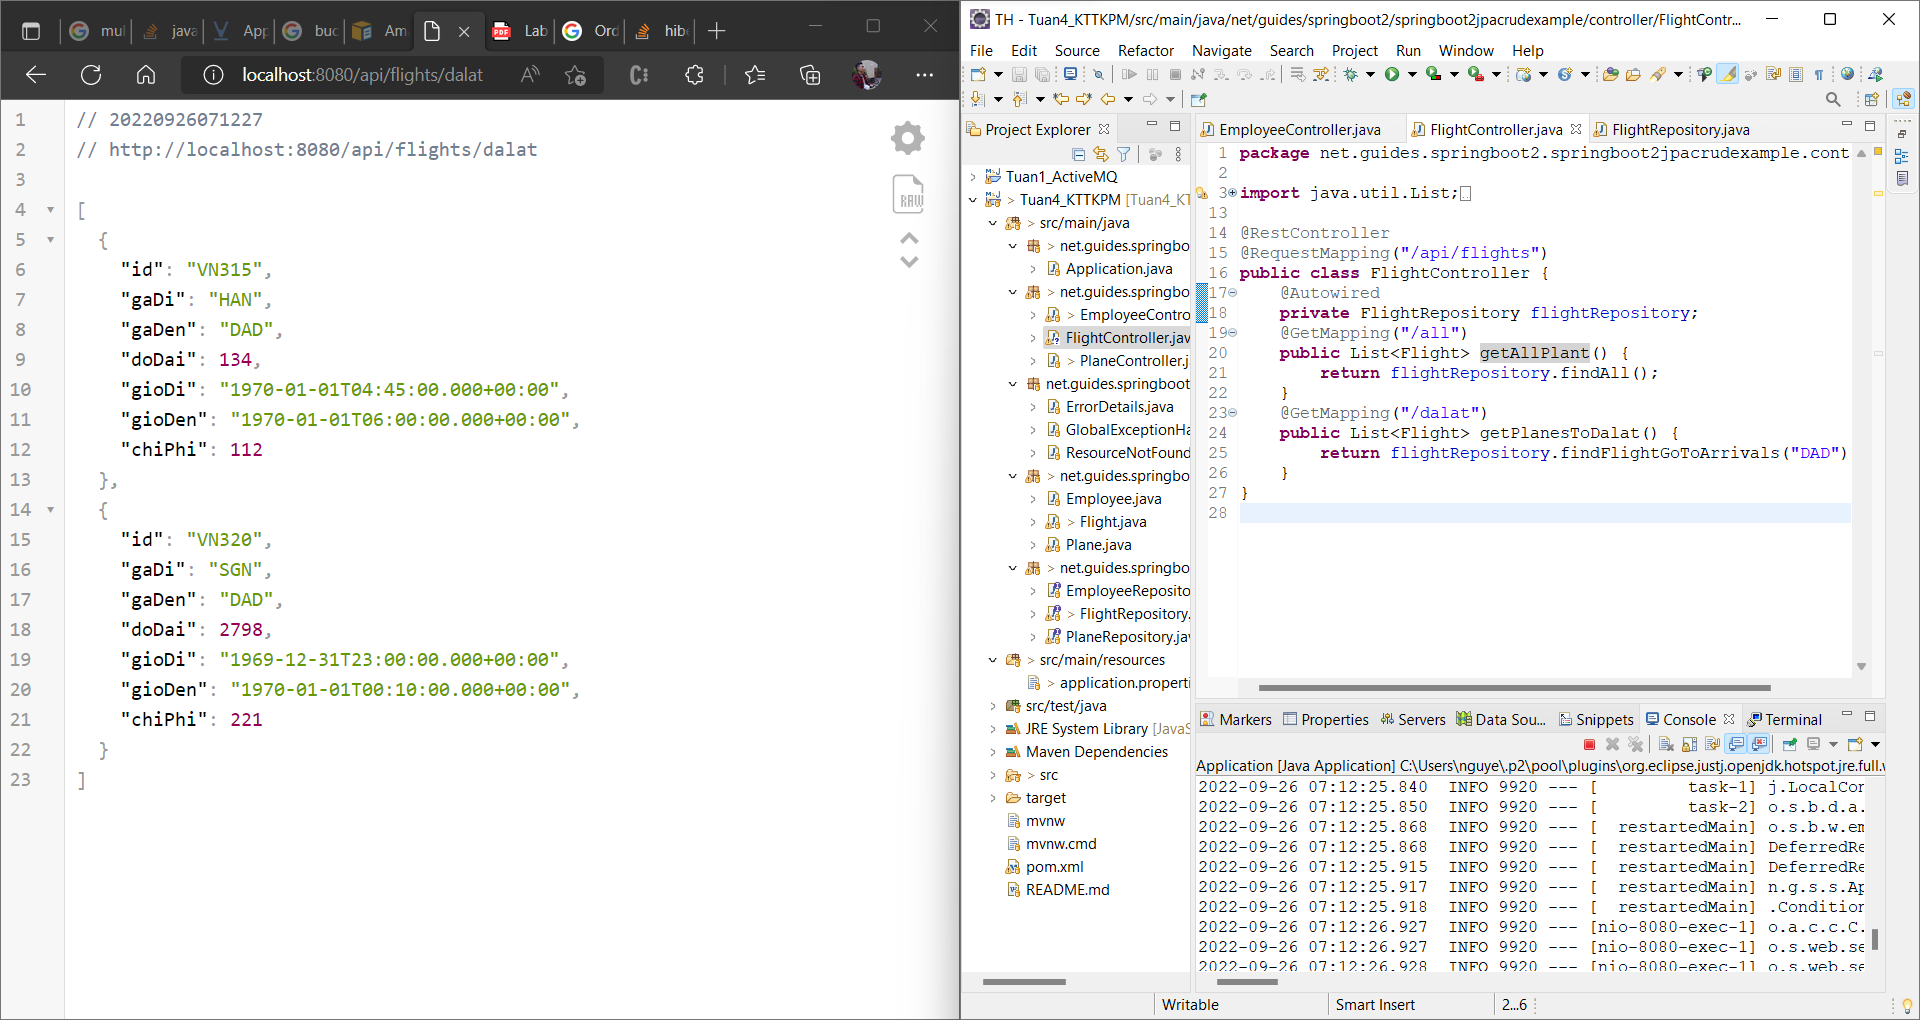 mul
java
App
buc
Am
Lab
Ord
hib
localhost:8080/api/flights/dalat
1 // 20220926071227
2 // http://localhost:8080/api/flights/dalat
3
4 [
5 {
6 "id": "VN315",
7 "gaDi": "HAN",
8 "gaDen": "DAD",
9 "doDai": 134,
10 "gioDi": "1970-01-01T04:45:00.000+00:00",
11 "gioDen": "1970-01-01T06:00:00.000+00:00",
12 "chiPhi": 112
13 },
14 {
15 "id": "VN320",
16 "gaDi": "SGN",
17 "gaDen": "DAD",
18 "doDai": 2798,
19 "gioDi": "1969-12-31T23:00:00.000+00:00",
20 "gioDen": "1970-01-01T00:10:00.000+00:00",
21 "chiPhi": 221
22 }
23 ]
RAW
TH - Tuan4_KTTKPM/src/main/java/net/guides/springboot2/springboot2jpacrudexample/controller/FlightContr...
File Edit Source Refactor Navigate Search Project Run Window Help
Project Explorer
Tuan1_ActiveMQ
> Tuan4_KTTKPM [Tuan4_KT
> src/main/java
> net.guides.springbo
Application.java
> net.guides.springbo
> EmployeeContro
FlightController.jav
> PlaneController.j
net.guides.springboot
ErrorDetails.java
GlobalExceptionHa
ResourceNotFound
> net.guides.springbo
Employee.java
> Flight.java
Plane.java
> net.guides.springbo
EmployeeReposito
> FlightRepository.
PlaneRepository.jav
> src/main/resources
> application.properti
src/test/java
JRE System Library [JavaS
Maven Dependencies
> src
target
mvnw
mvnw.cmd
pom.xml
README.md
EmployeeController.java FlightController.java FlightRepository.java
1 package net.guides.springboot2.springboot2jpacrudexample.cont
2
3 import java.util.List;
13
14 @RestController
15 @RequestMapping("/api/flights")
16 public class FlightController {
17 @Autowired
18 private FlightRepository flightRepository;
19 @GetMapping("/all")
20 public List<Flight> getAllPlant() {
21 return flightRepository.findAll();
22 }
23 @GetMapping("/dalat")
24 public List<Flight> getPlanesToDalat() {
25 return flightRepository.findFlightGoToArrivals("DAD")
26 }
27 }
28
Markers Properties Servers Data Sou... Snippets Console Terminal
Application [Java Application] C:\Users\nguye\.p2\pool\plugins\org.eclipse.justj.openjdk.hotspot.jre.full.v
2022-09-26 07:12:25.840 INFO 9920 --- [ task-1] j.LocalCon
2022-09-26 07:12:25.850 INFO 9920 --- [ task-2] o.s.b.d.a.
2022-09-26 07:12:25.868 INFO 9920 --- [ restartedMain] o.s.b.w.em
2022-09-26 07:12:25.868 INFO 9920 --- [ restartedMain] DeferredRe
2022-09-26 07:12:25.915 INFO 9920 --- [ restartedMain] DeferredRe
2022-09-26 07:12:25.917 INFO 9920 --- [ restartedMain] n.g.s.s.Ap
2022-09-26 07:12:25.918 INFO 9920 --- [ restartedMain] .Condition
2022-09-26 07:12:26.927 INFO 9920 --- [nio-8080-exec-1] o.a.c.c.C.
2022-09-26 07:12:26.927 INFO 9920 --- [nio-8080-exec-1] o.s.web.se
2022-09-26 07:12:26.928 INFO 9920 --- [nio-8080-exec-1] o.s.web.se
Writable Smart Insert 2...6